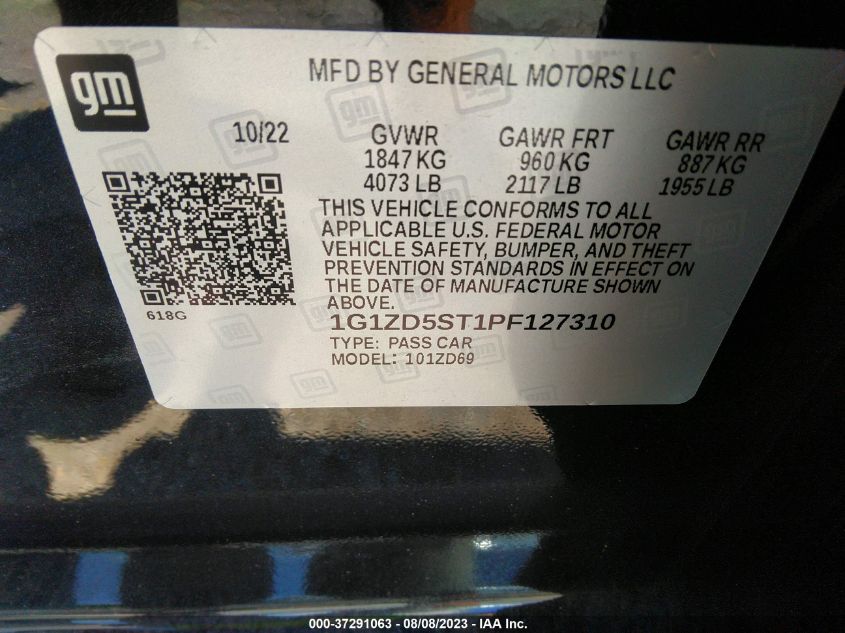 gm
MFD BY GENERAL MOTORS LLC
10/22 GVWR GAWR FRT GAWR RR
1847 KG 960 KG 887 KG
4073 LB 2117 LB 1955 LB
THIS VEHICLE CONFORMS TO ALL
APPLICABLE U.S. FEDERAL MOTOR
VEHICLE SAFETY, BUMPER, AND THEFT
PREVENTION STANDARDS IN EFFECT ON
THE DATE OF MANUFACTURE SHOWN
ABOVE.
618G
1G1ZD5ST1PF127310
TYPE: PASS CAR
MODEL: 101ZD69
000-37291063 - 08/08/2023 - IAA Inc.